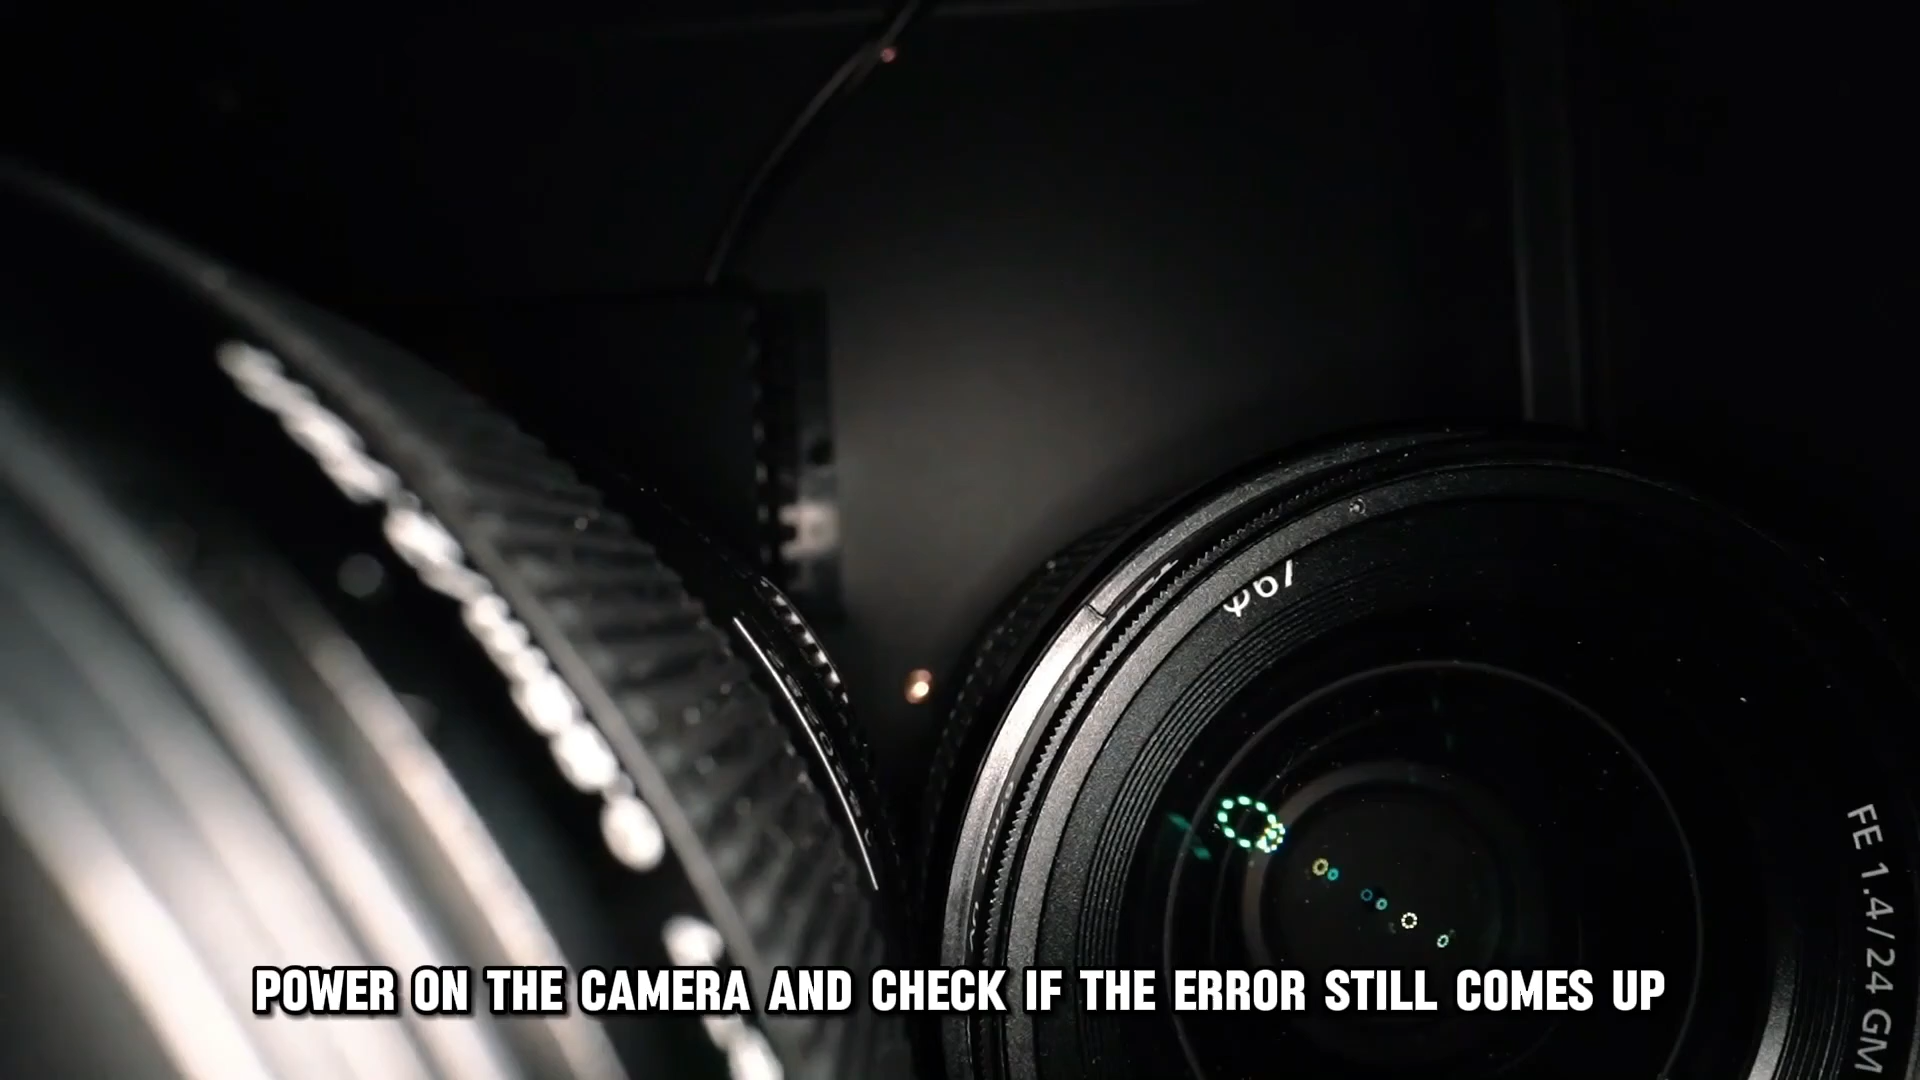 Φ67
FE 1.4/24 GM
POWER ON THE CAMERA AND CHECK IF THE ERROR STILL COMES UP